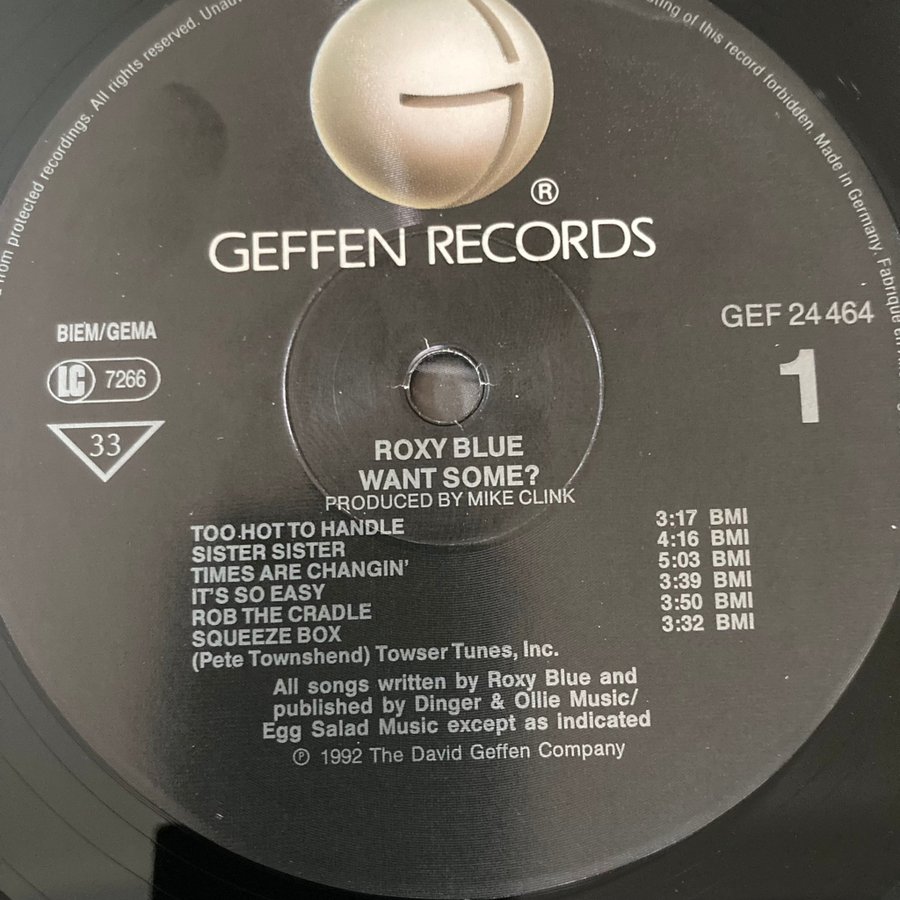 from protected recordings. All rights reserved. Unau
ting of this record forbidden. Made in Germany. Fabrique en
®
GEFFEN RECORDS
BIEM/GEMA
LC 7266
33
GEF 24464
1
ROXY BLUE
WANT SOME?
PRODUCED BY MIKE CLINK
TOO HOT TO HANDLE 3:17 BMI
SISTER SISTER 4:16 BMI
TIMES ARE CHANGIN' 5:03 BMI
IT'S SO EASY 3:39 BMI
ROB THE CRADLE 3:50 BMI
SQUEEZE BOX 3:32 BMI
(Pete Townshend) Towser Tunes, Inc.
All songs written by Roxy Blue and
published by Dinger & Ollie Music/
Egg Salad Music except as indicated
℗ 1992 The David Geffen Company